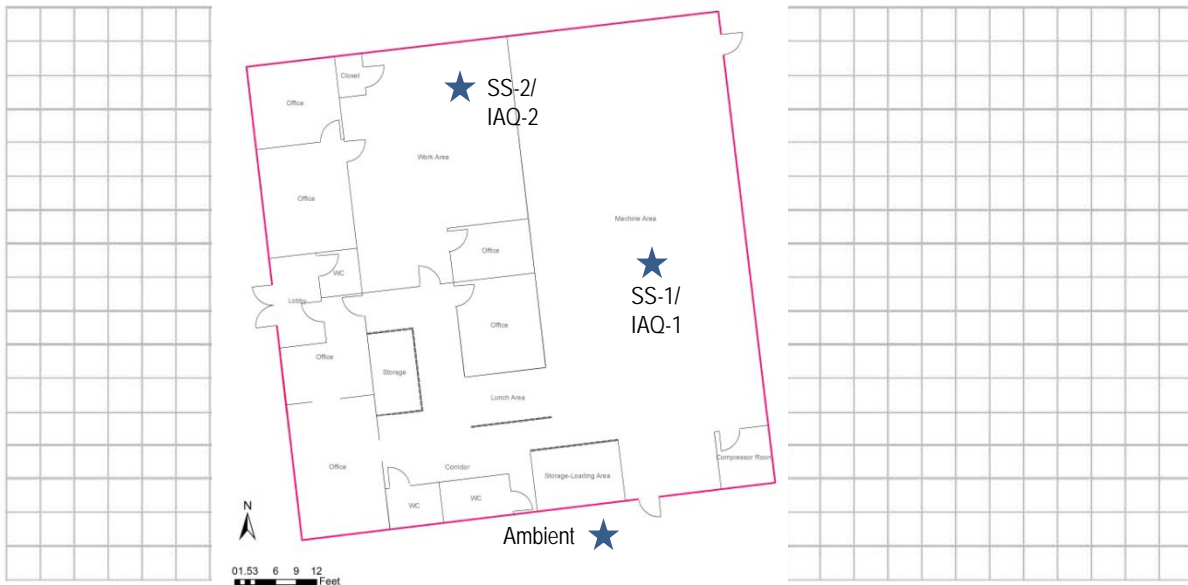 Closet
SS-2/
IAQ-2
Office
Work Area
Office
Machine Area
Office
WC
SS-1/
IAQ-1
Lobby
Office
Office
Storage
Lunch Area
Compressor Room
Office
Corridor
Storage-Loading Area
WC
WC
N
Ambient
01.53 6 9 12
Feet